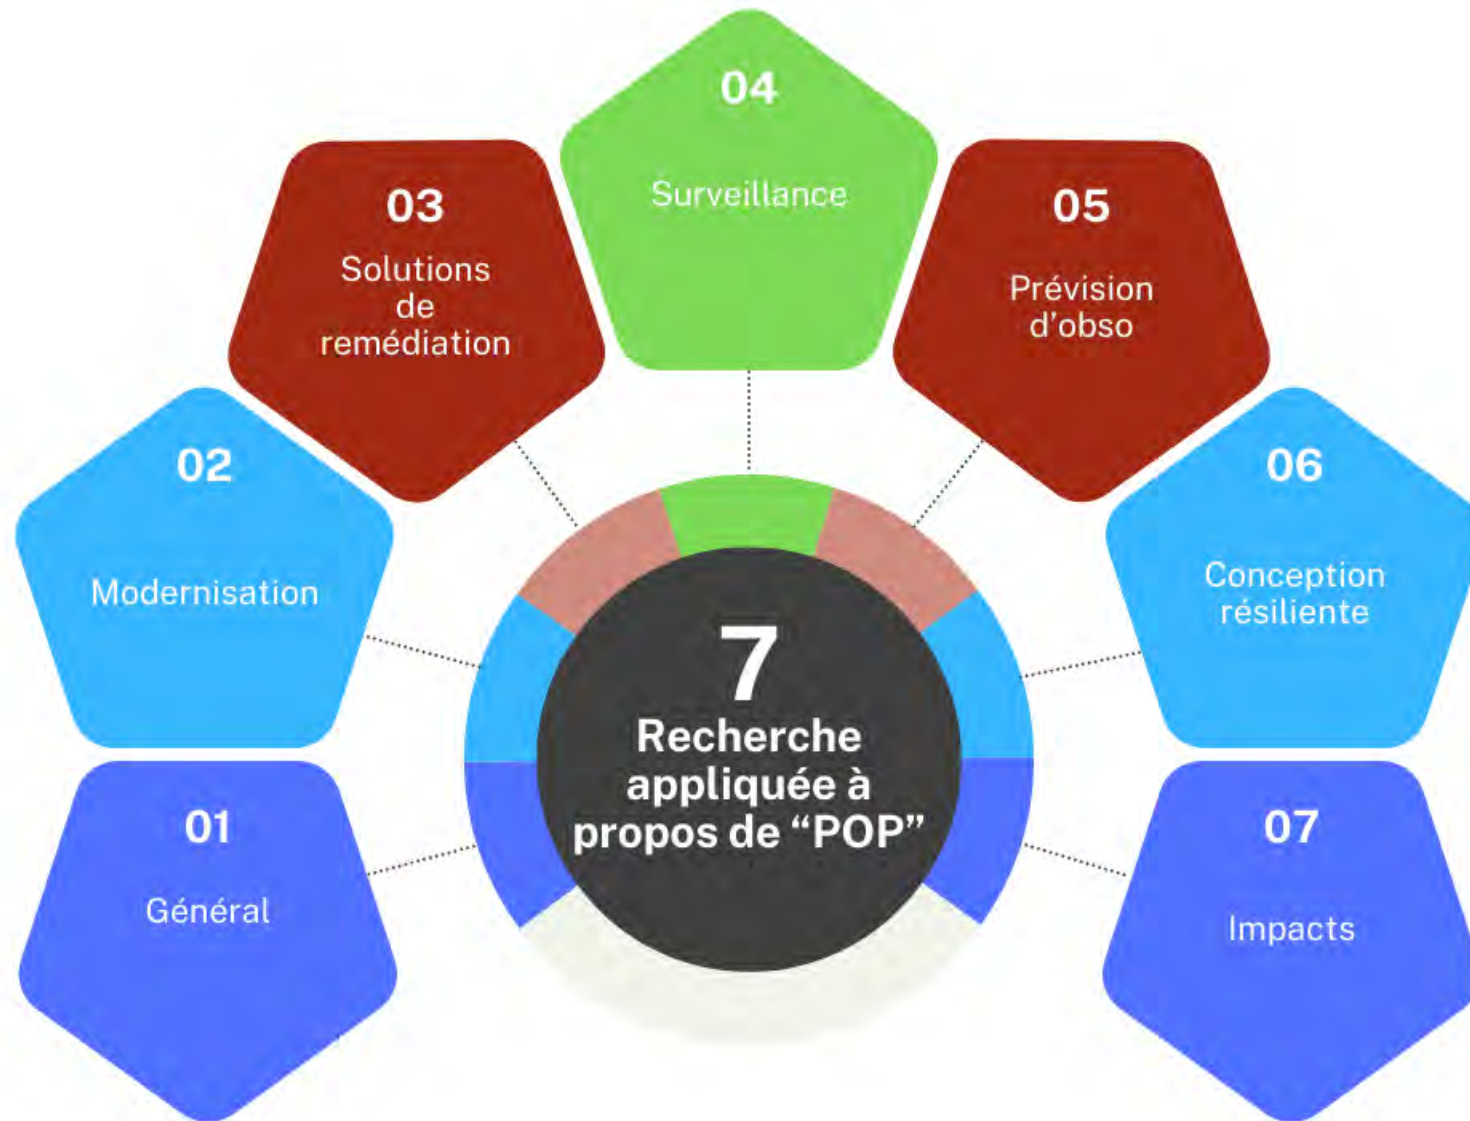 04
Surveillance
03
Solutions
de
remédiation
05
Prévision
d’obso
02
Modernisation
06
Conception
résiliente
7
Recherche
appliquée à
propos de “POP”
01
Général
07
Impacts